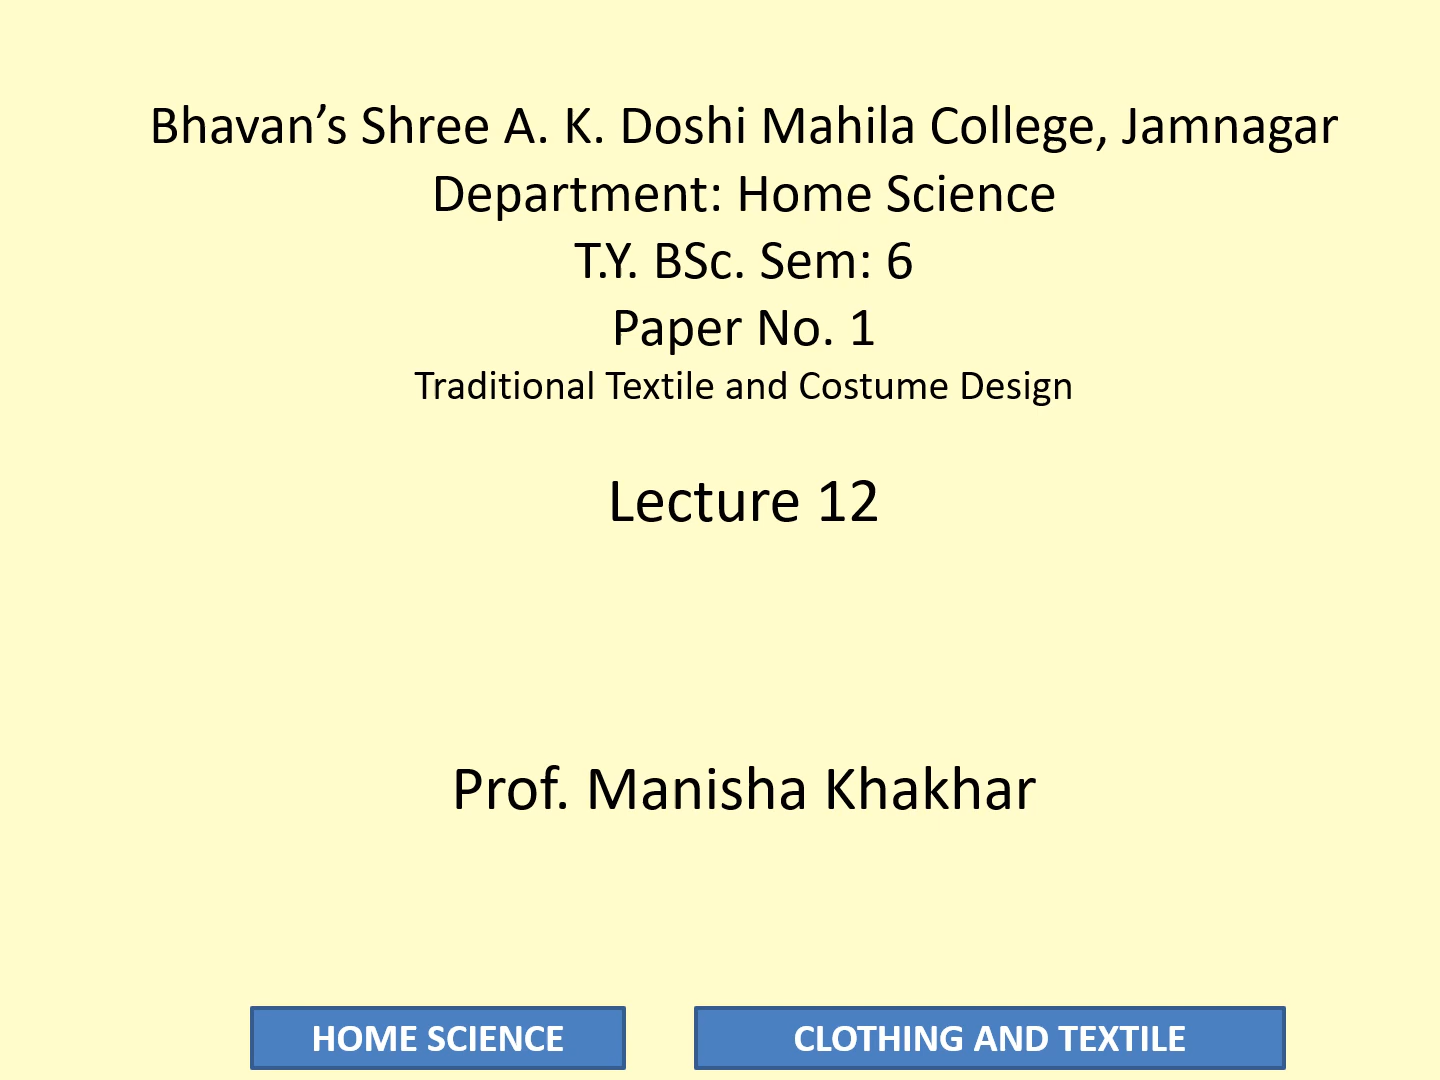 Bhavan’s Shree A. K. Doshi Mahila College, Jamnagar
Department: Home Science
T.Y. BSc. Sem: 6
Paper No. 1
Traditional Textile and Costume Design
Lecture 12
Prof. Manisha Khakhar
HOME SCIENCE
CLOTHING AND TEXTILE